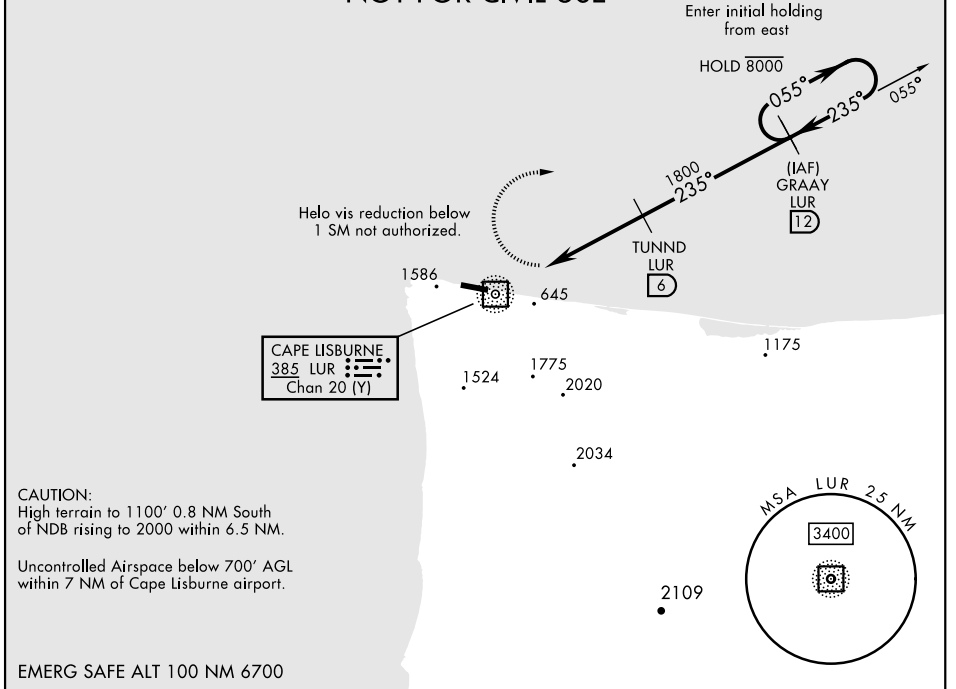 NOT FOR CIVIL USE
Enter initial holding
from east
HOLD 8000
055°
235°
055°
1800
235°
(IAF)
GRAAY
LUR
12
Helo vis reduction below
1 SM not authorized.
TUNND
LUR
6
1586
645
CAPE LISBURNE
385 LUR
Chan 20 (Y)
1175
1524
1775
2020
2034
CAUTION:
High terrain to 1100' 0.8 NM South
of NDB rising to 2000 within 6.5 NM.
Uncontrolled Airspace below 700' AGL
within 7 NM of Cape Lisburne airport.
MSA LUR 25 NM
3400
2109
EMERG SAFE ALT 100 NM 6700